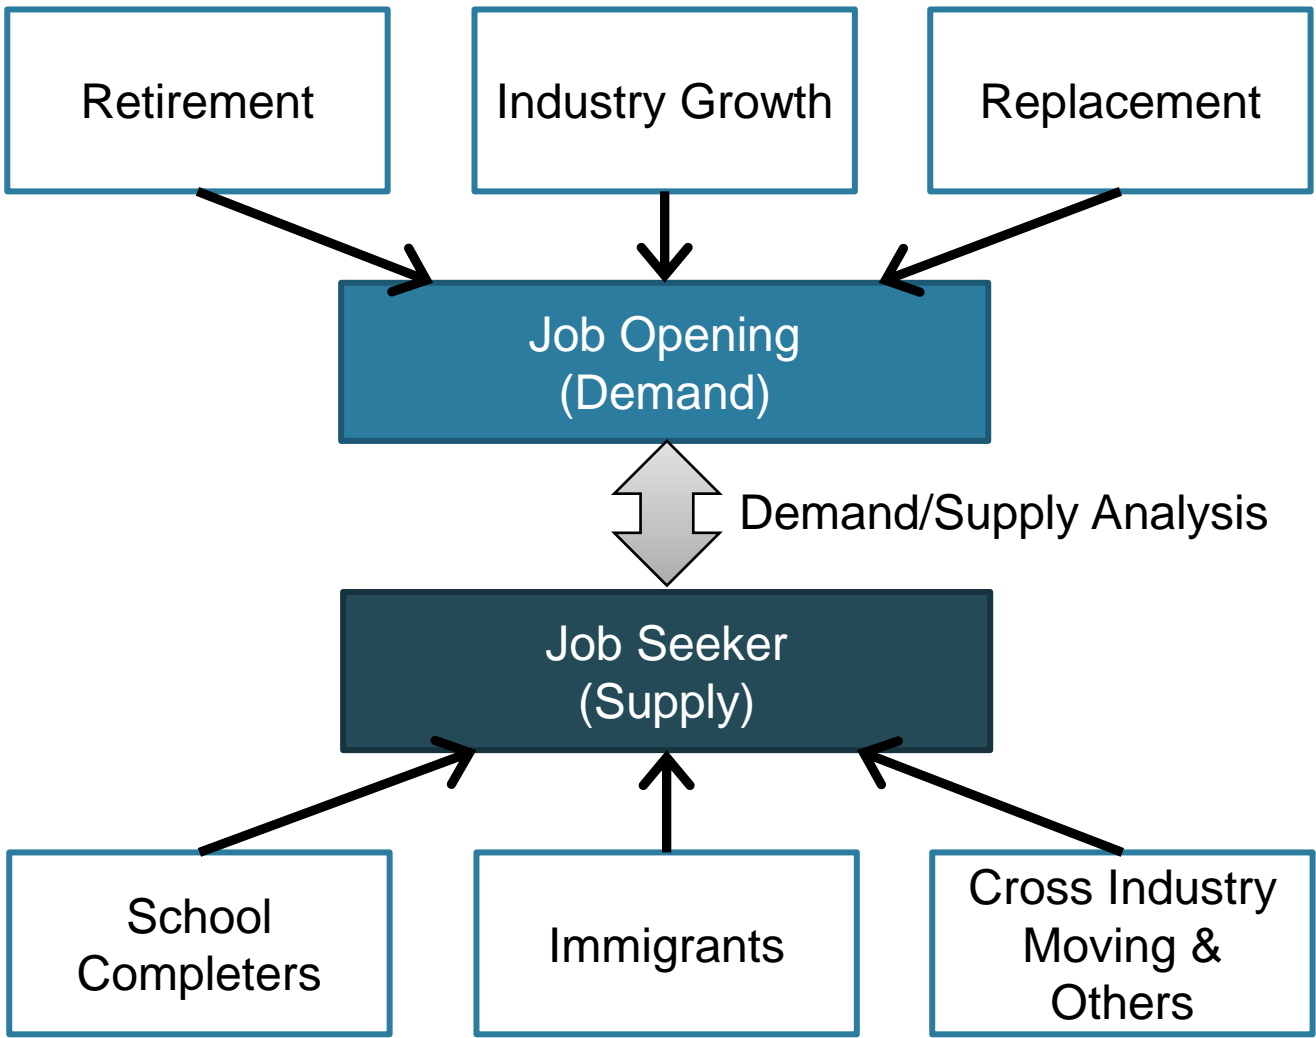 Retirement
Industry Growth
Replacement
Job Opening
(Demand)
Demand/Supply Analysis
Job Seeker
(Supply)
School
Completers
Immigrants
Cross Industry
Moving &
Others